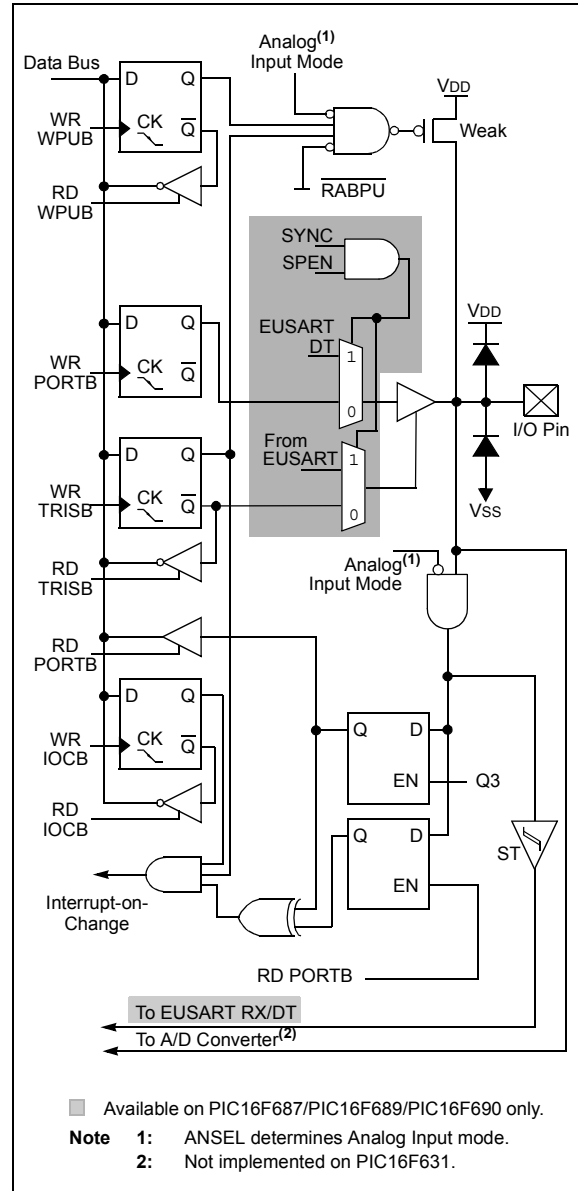 Analog(1)
Input Mode
Data Bus
D Q
WR
WPUB
CK
Q
VDD
Weak
RABPU
RD
WPUB
SYNC
SPEN
EUSART
DT
1
0
D Q
WR
PORTB
CK
Q
VDD
I/O Pin
VSS
From
EUSART
1
0
D Q
WR
TRISB
CK
Q
RD
TRISB
Analog(1)
Input Mode
RD
PORTB
D Q
WR
IOCB
CK
Q
RD
IOCB
Q D
EN
Q3
Q D
EN
ST
Interrupt-on-
Change
RD PORTB
To EUSART RX/DT
To A/D Converter(2)
Available on PIC16F687/PIC16F689/PIC16F690 only.
Note 1: ANSEL determines Analog Input mode.
2: Not implemented on PIC16F631.